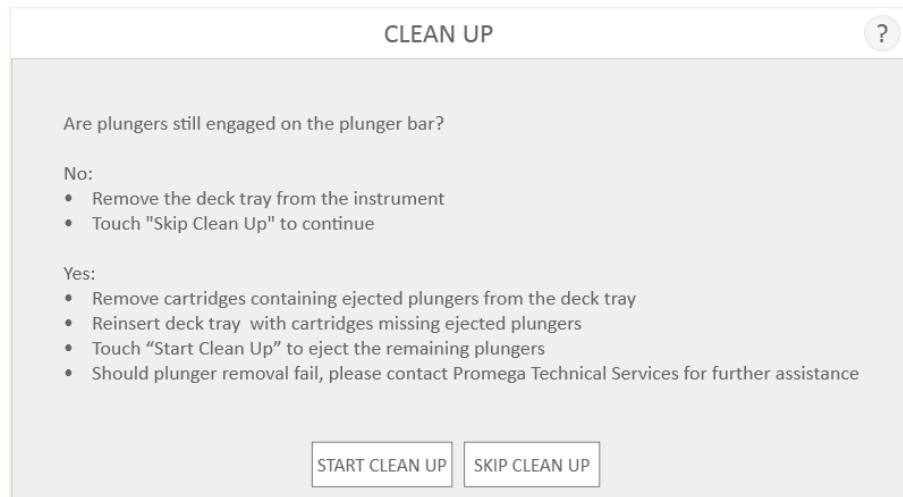 CLEAN UP
?
Are plungers still engaged on the plunger bar?
No:
• Remove the deck tray from the instrument
• Touch "Skip Clean Up" to continue
Yes:
• Remove cartridges containing ejected plungers from the deck tray
• Reinsert deck tray  with cartridges missing ejected plungers
• Touch “Start Clean Up” to eject the remaining plungers
• Should plunger removal fail, please contact Promega Technical Services for further assistance
START CLEAN UP
SKIP CLEAN UP